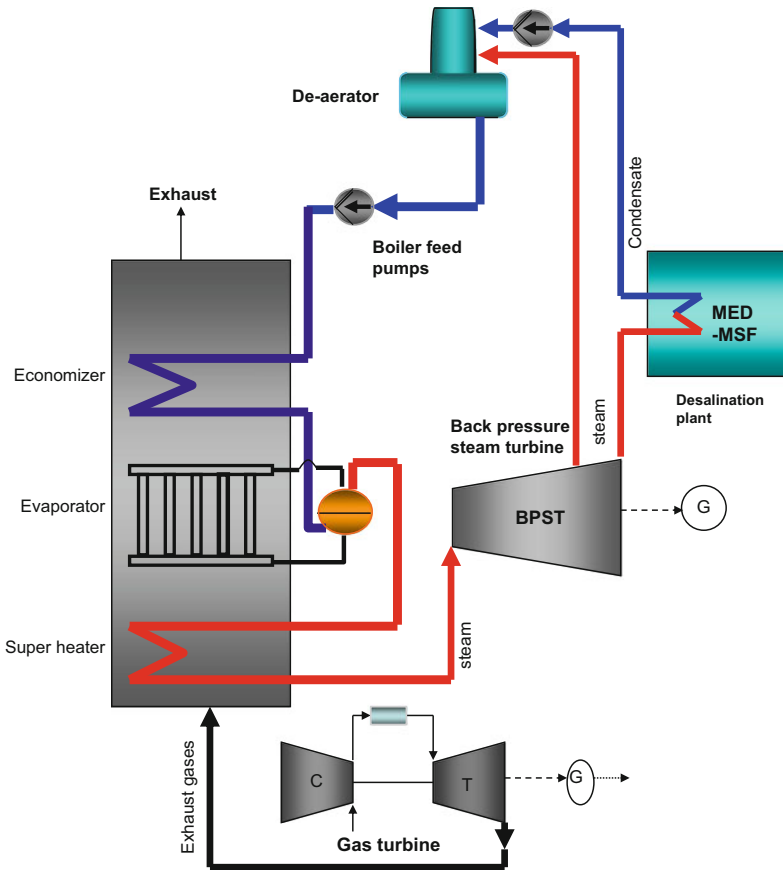 De-aerator
Exhaust
Boiler feed
pumps
Condensate
MED
-MSF
Desalination
plant
Economizer
Back pressure
steam turbine
steam
Evaporator
BPST
G
Super heater
steam
Exhaust gases
C
T
G
Gas turbine